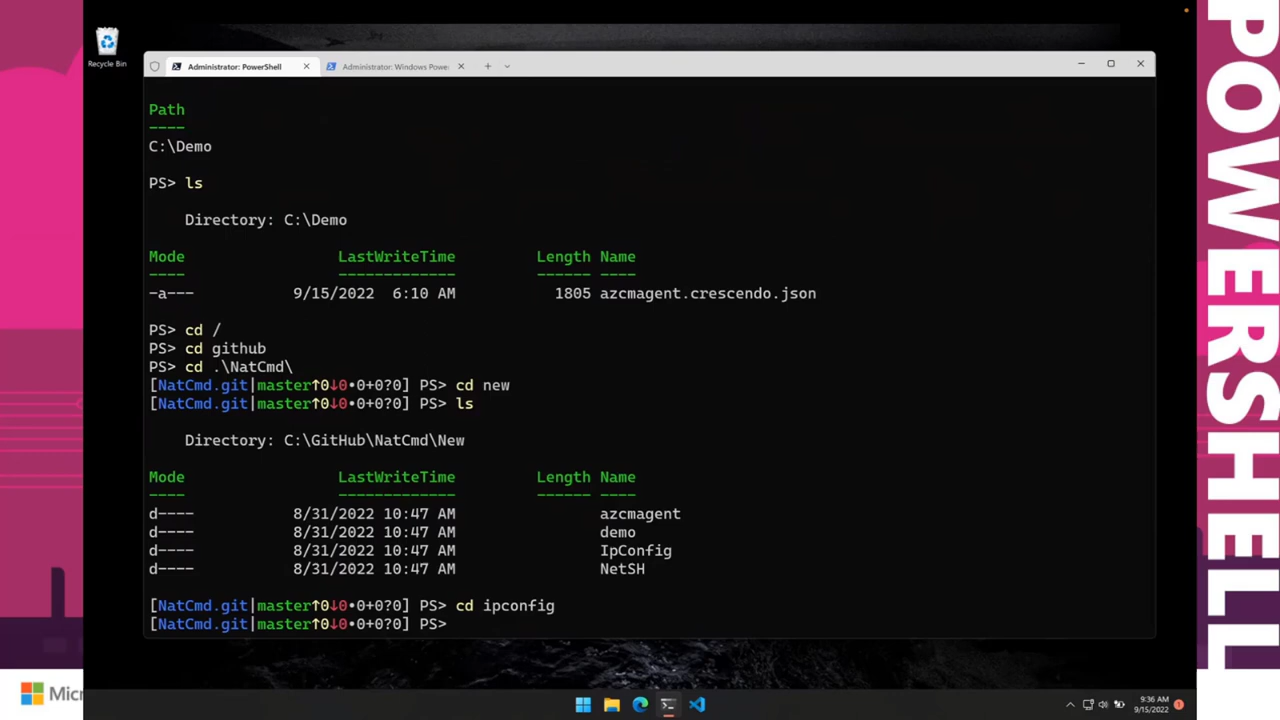 Recycle Bin
Administrator: PowerShell
Administrator: Windows Power
Path
----
C:\Demo
PS> ls
Directory: C:\Demo
Mode LastWriteTime Length Name
---- ------------- ------ ----
-a--- 9/15/2022 6:10 AM 1805 azcmagent.crescendo.json
PS> cd /
PS> cd github
PS> cd .\NatCmd\
[NatCmd.git|master↑0↓0•0+0?0] PS> cd new
[NatCmd.git|master↑0↓0•0+0?0] PS> ls
Directory: C:\GitHub\NatCmd\New
Mode LastWriteTime Length Name
---- ------------- ------ ----
d---- 8/31/2022 10:47 AM azcmagent
d---- 8/31/2022 10:47 AM demo
d---- 8/31/2022 10:47 AM IpConfig
d---- 8/31/2022 10:47 AM NetSH
[NatCmd.git|master↑0↓0•0+0?0] PS> cd ipconfig
[NatCmd.git|master↑0↓0•0+0?0] PS>
9:36 AM
9/15/2022
1
Micr
POWERSHELL